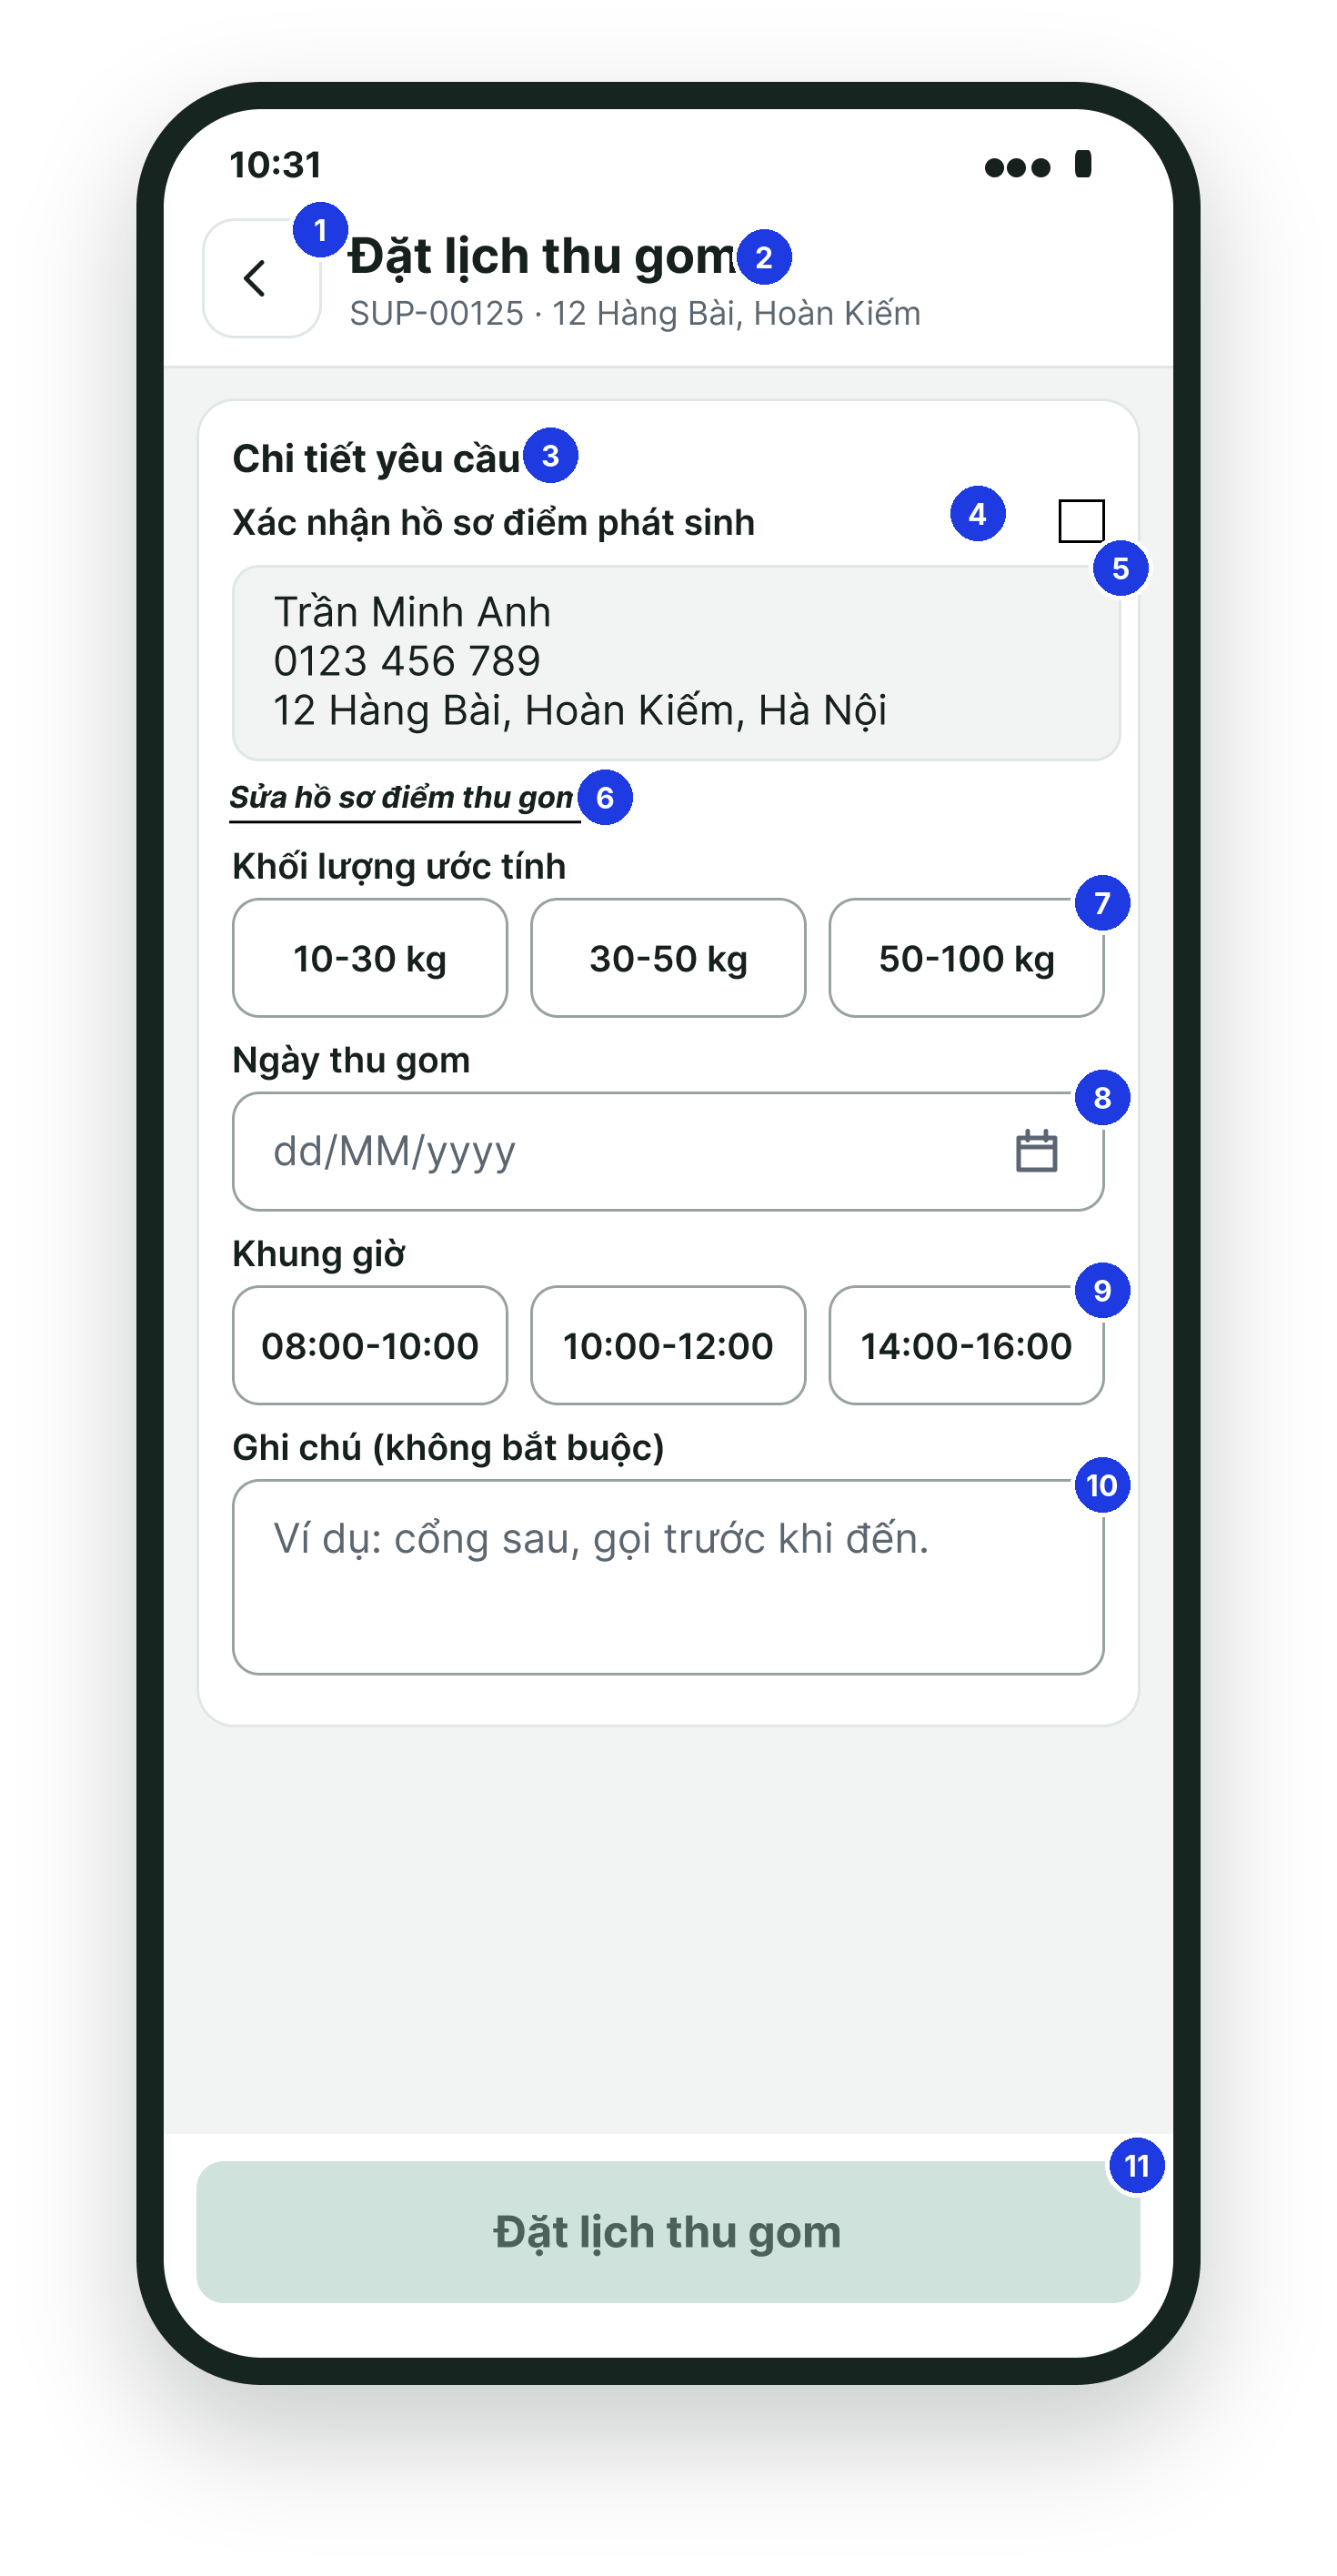 10:31
1
Đặt lịch thu gom 2
SUP-00125 · 12 Hàng Bài, Hoàn Kiếm
Chi tiết yêu cầu 3
Xác nhận hồ sơ điểm phát sinh 4
5
Trần Minh Anh
0123 456 789
12 Hàng Bài, Hoàn Kiếm, Hà Nội
Sửa hồ sơ điểm thu gom 6
Khối lượng ước tính
7
10-30 kg 30-50 kg 50-100 kg
Ngày thu gom
8
dd/MM/yyyy
Khung giờ
9
08:00-10:00 10:00-12:00 14:00-16:00
Ghi chú (không bắt buộc)
10
Ví dụ: cổng sau, gọi trước khi đến.
11
Đặt lịch thu gom